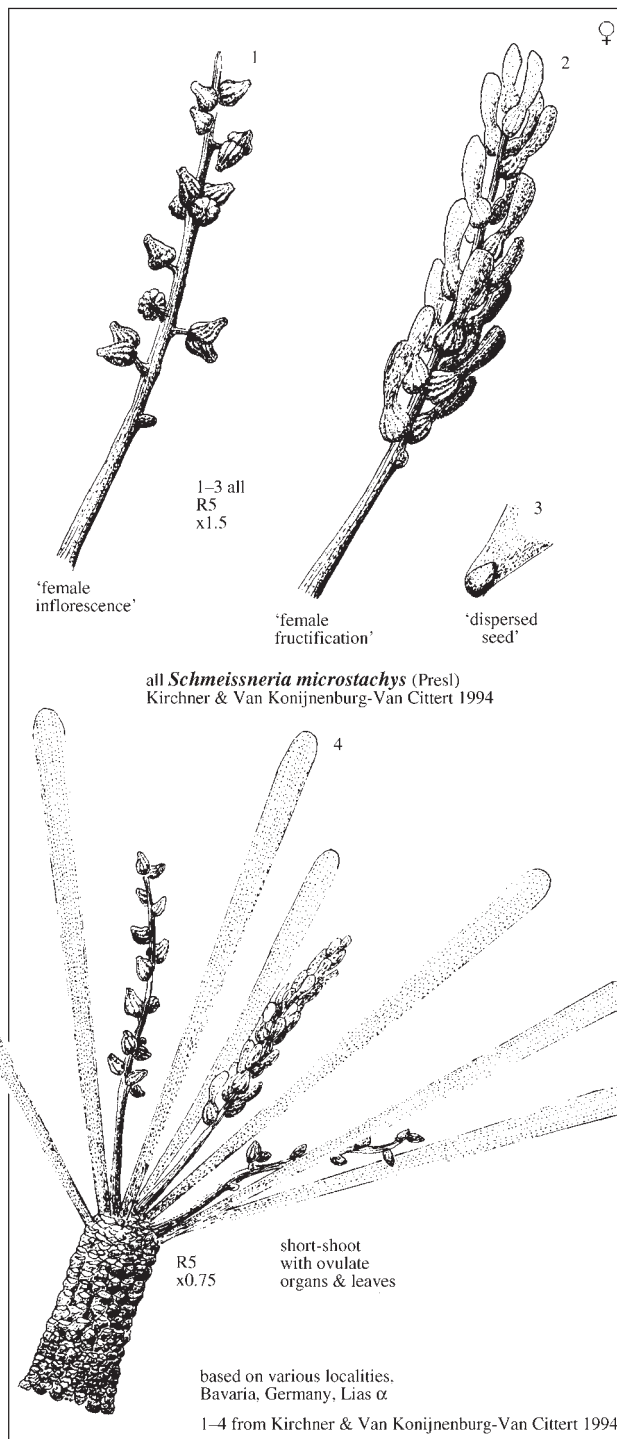 ♀
1
2
1–3 all
R5
x1.5
3
‘female
inflorescence’
‘female
fructification’
‘dispersed
seed’
all Schmeissneria microstachys (Presl)
Kirchner & Van Konijnenburg-Van Cittert 1994
4
R5
x0.75
short-shoot
with ovulate
organs & leaves
based on various localities.
Bavaria, Germany, Lias α
1–4 from Kirchner & Van Konijnenburg-Van Cittert 1994